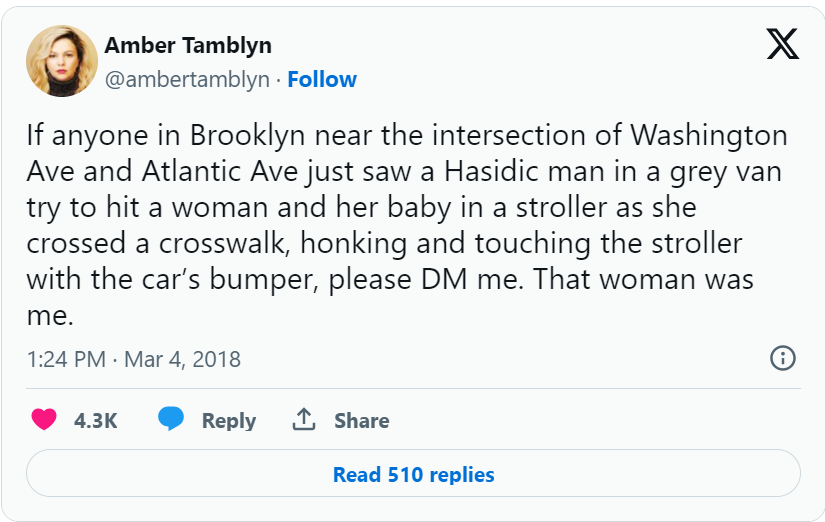 Amber Tamblyn
@ambertamblyn · Follow
If anyone in Brooklyn near the intersection of Washington
Ave and Atlantic Ave just saw a Hasidic man in a grey van
try to hit a woman and her baby in a stroller as she
crossed a crosswalk, honking and touching the stroller
with the car’s bumper, please DM me. That woman was
me.
1:24 PM · Mar 4, 2018
4.3K Reply Share
Read 510 replies